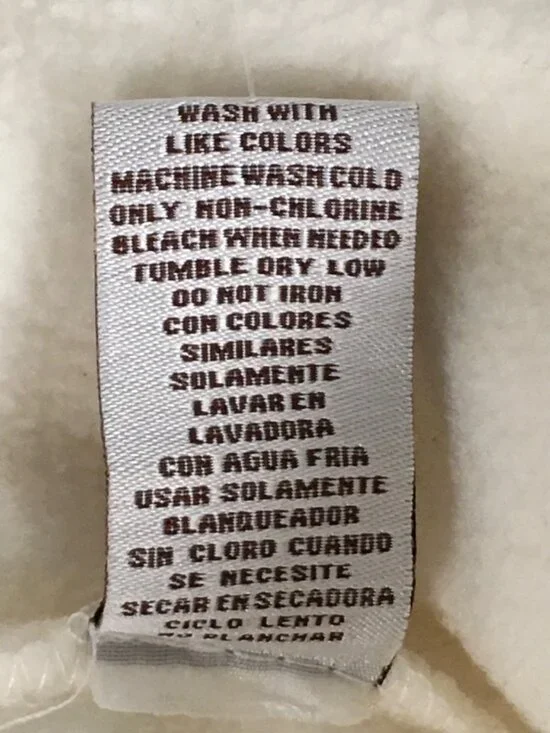 WASH WITH
LIKE COLORS
MACHINE WASH COLD
ONLY NON-CHLORINE
BLEACH WHEN NEEDED
TUMBLE DRY LOW
DO NOT IRON
CON COLORES
SIMILARES
SOLAMENTE
LAVAR EN
LAVADORA
CON AGUA FRIA
USAR SOLAMENTE
BLANQUEADOR
SIN CLORO CUANDO
SE NECESITE
SECAR EN SECADORA
CICLO LENTO
NO PLANCHAR